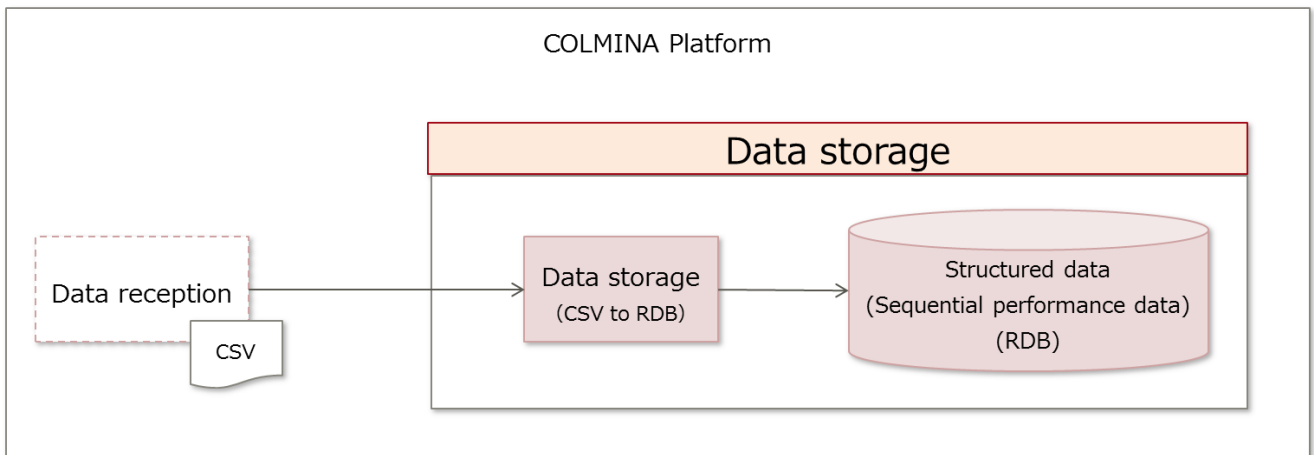 COLMINA Platform
Data storage
Data reception
CSV
Data storage
(CSV to RDB)
Structured data
(Sequential performance data)
(RDB)